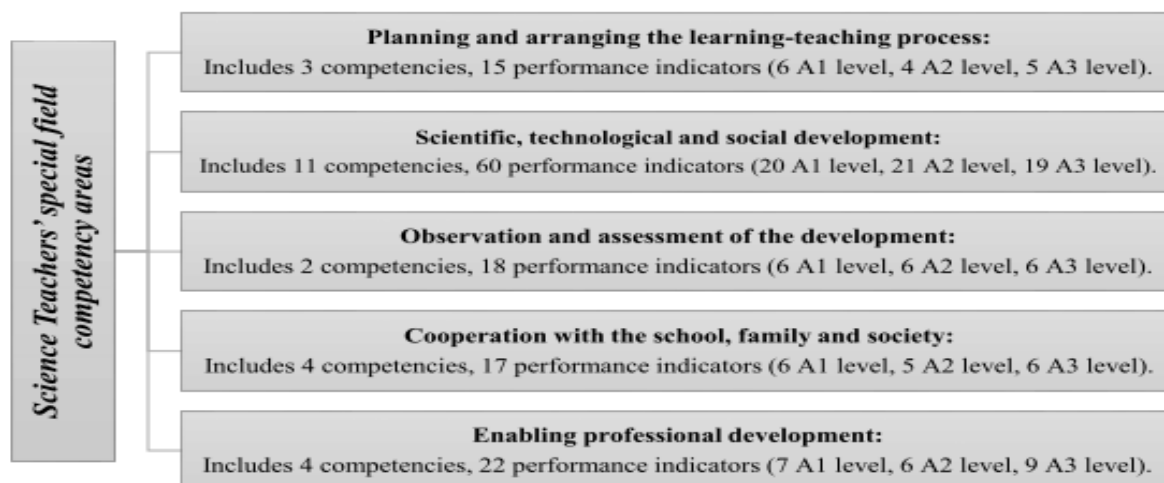 Science Teachers' special field
competency areas
Planning and arranging the learning-teaching process:
Includes 3 competencies, 15 performance indicators (6 A1 level, 4 A2 level, 5 A3 level).
Scientific, technological and social development:
Includes 11 competencies, 60 performance indicators (20 A1 level, 21 A2 level, 19 A3 level).
Observation and assessment of the development:
Includes 2 competencies, 18 performance indicators (6 A1 level, 6 A2 level, 6 A3 level).
Cooperation with the school, family and society:
Includes 4 competencies, 17 performance indicators (6 A1 level, 5 A2 level, 6 A3 level).
Enabling professional development:
Includes 4 competencies, 22 performance indicators (7 A1 level, 6 A2 level, 9 A3 level).